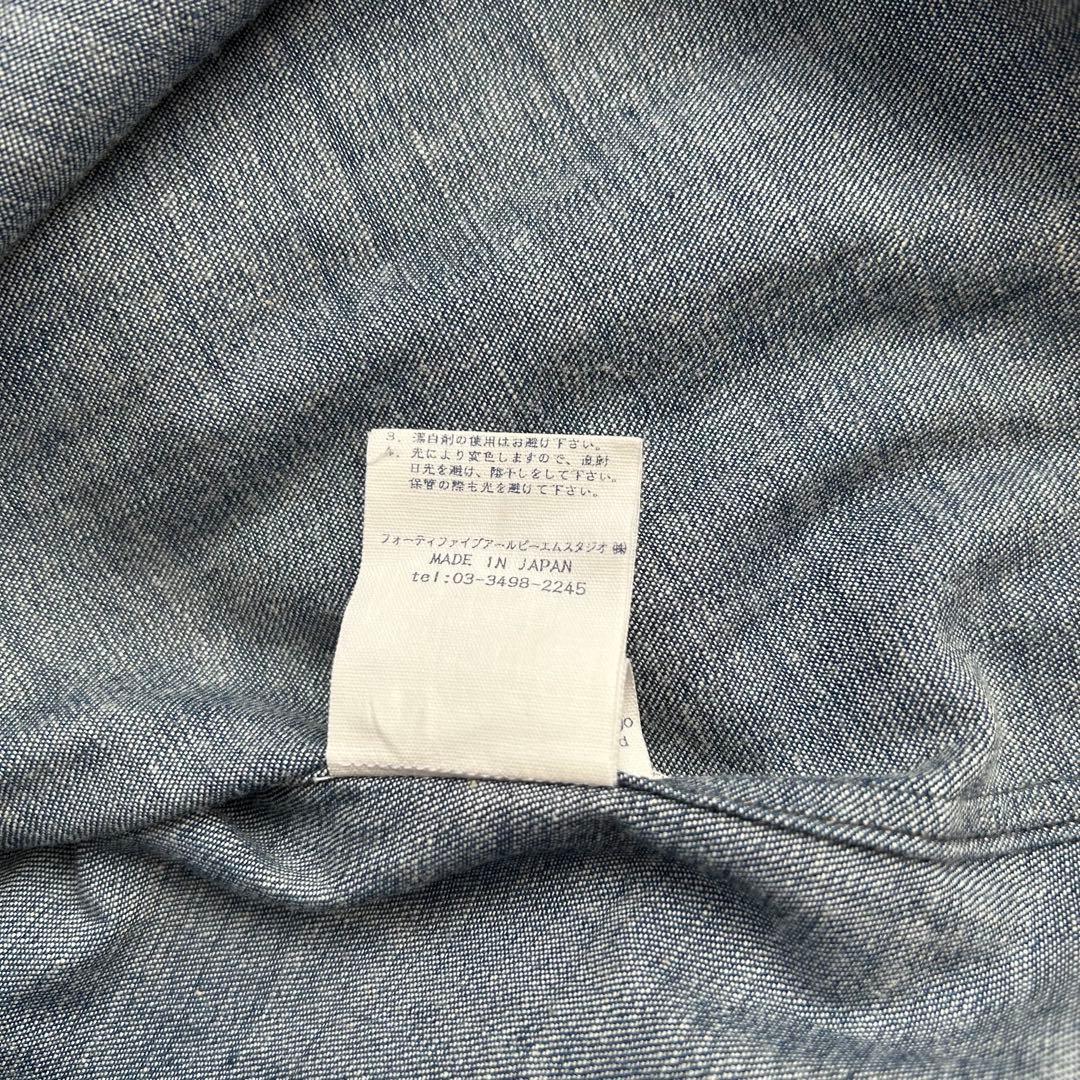 3. 漂白剤の使用はお避け下さい。
4. 光により変色しますので、直射
日光を避け、陰干しをして下さい。
保管の際も光を避けて下さい。
フォーティファイブアールピーエムスタジオ㈱
MADE IN JAPAN
tel:03-3498-2245
go
d